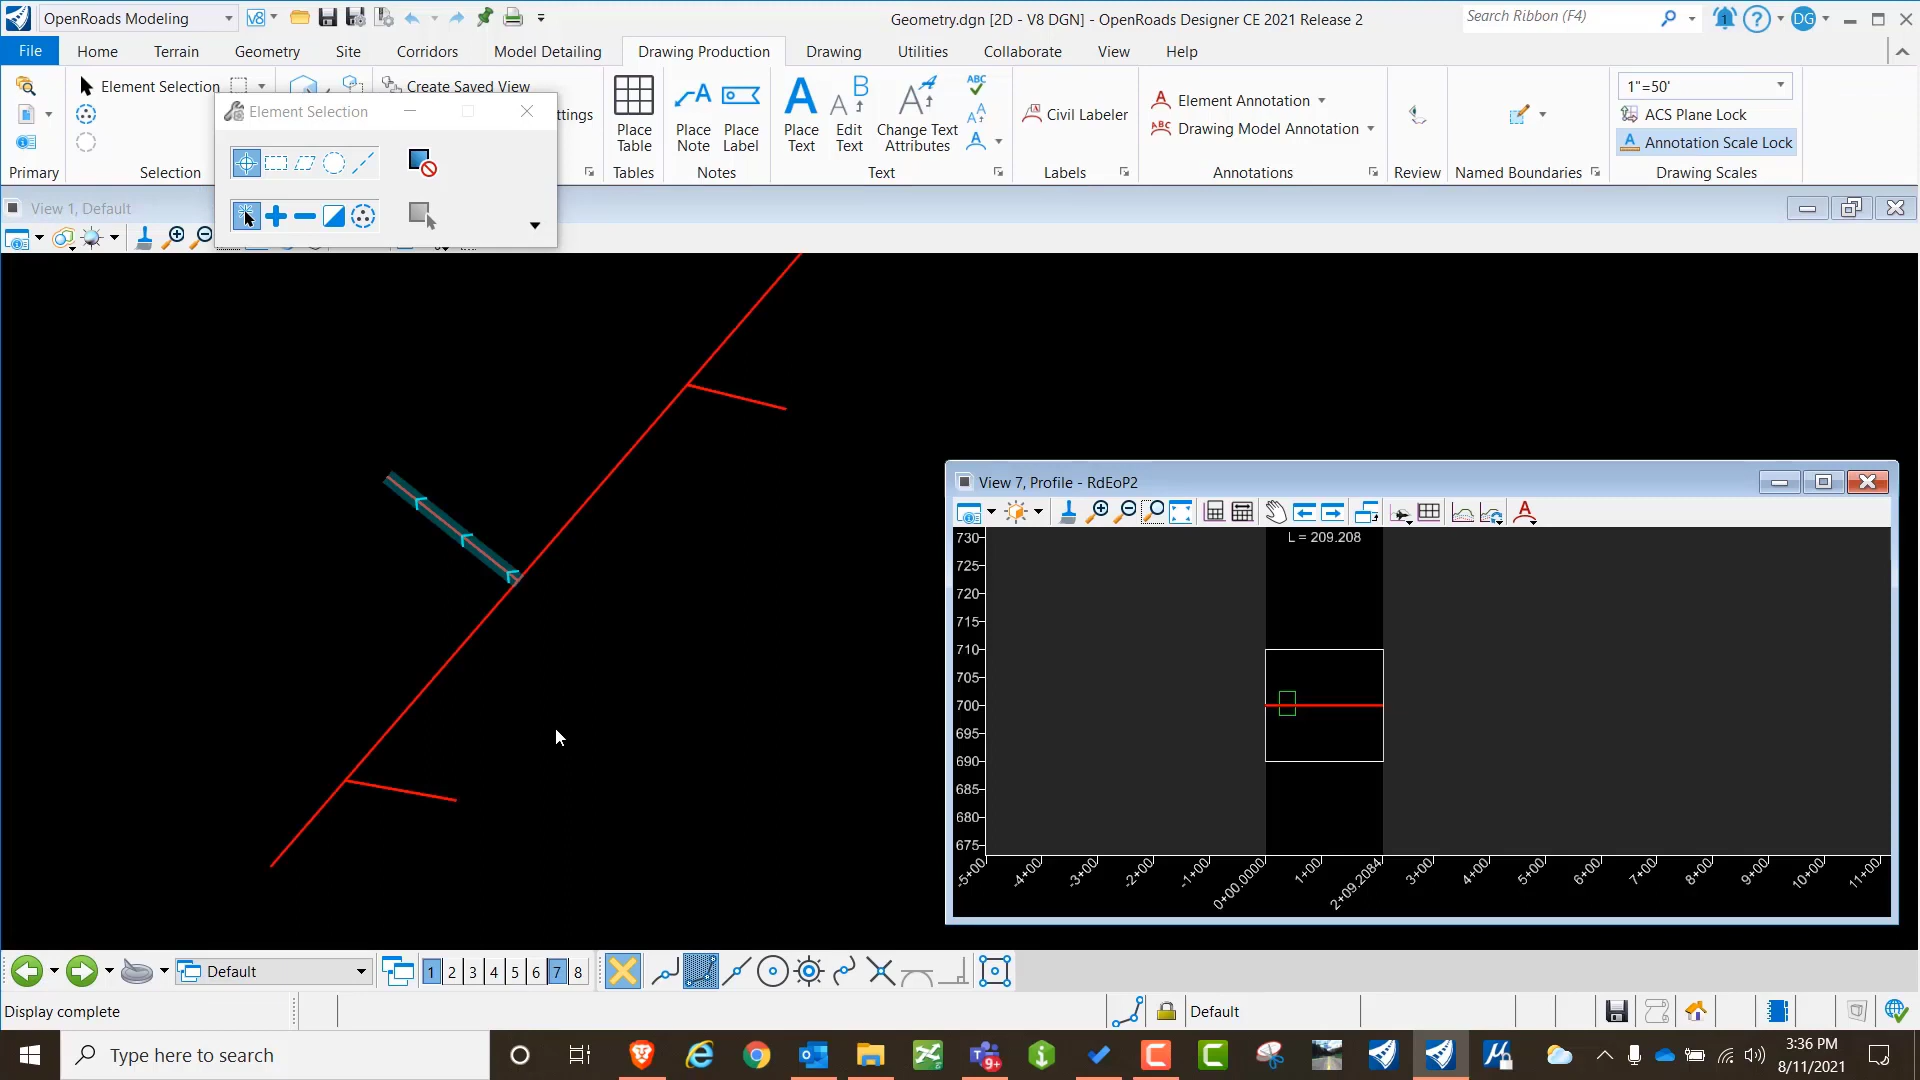 OpenRoads Modeling
Geometry.dgn [2D - V8 DGN] - OpenRoads Designer CE 2021 Release 2
Search Ribbon (F4)
DG
File
Home
Terrain
Geometry
Site
Corridors
Model Detailing
Drawing Production
Drawing
Utilities
Collaborate
View
Help
Element Selection
Create Saved View
ttings
Primary
Selection
Element Selection
Place Table
Tables
Place Note
Place Label
Notes
Place Text
Edit Text
Change Text Attributes
Text
Civil Labeler
Labels
Element Annotation
Drawing Model Annotation
Annotations
Review
Named Boundaries
1"=50'
ACS Plane Lock
Annotation Scale Lock
Drawing Scales
View 1, Default
View 7, Profile - RdEoP2
L = 209.208
730
725
720
715
710
705
700
695
690
685
680
675
-5+00
-4+00
-3+00
-2+00
-1+00
0+00.0000
1+00
2+09.2084
3+00
4+00
5+00
6+00
7+00
8+00
9+00
10+00
11+00
Default
1 2 3 4 5 6 7 8
Display complete
Default
Type here to search
9+
3:36 PM
8/11/2021